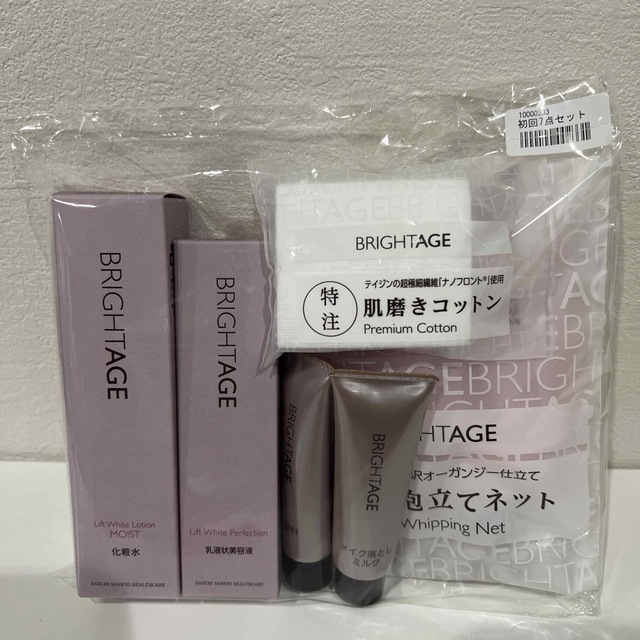 10000233
初回7点セット
BRIGHTAGE
Lift White Lotion
MOIST
化粧水
DAIICHI SANKYO HEALTHCARE
BRIGHTAGE
Lift White Perfection
乳液状美容液
DAIICHI SANKYO HEALTHCARE
BRIGHTAGE
特注
テイジンの超極細繊維「ナノフロント®」使用
肌磨きコットン
Premium Cotton
BRIGHTAGE
BRIGHTAGE
メイク落とし
ミルク
HTAGE
オーガンジー仕立て
泡立てネット
Whipping Net